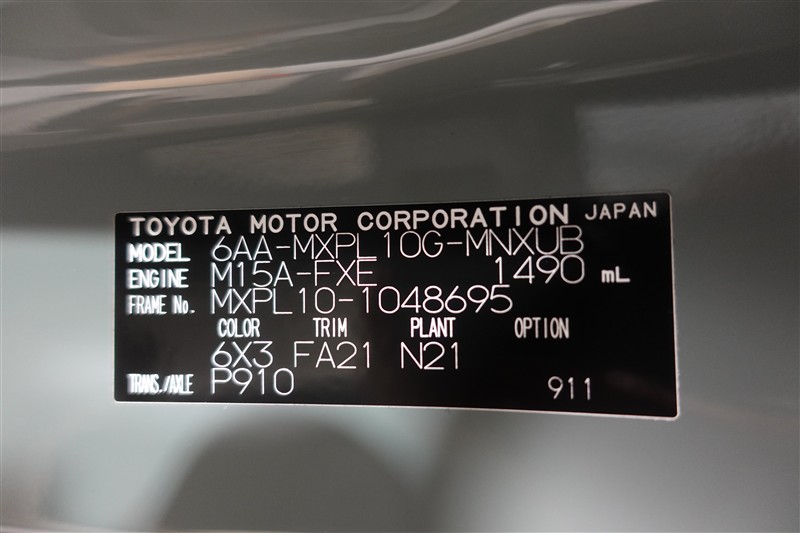 TOYOTA MOTOR CORPORATION JAPAN
MODEL 6AA-MXPL10G-MNXUB
ENGINE M15A-FXE 1490 mL
FRAME No. MXPL10-1048695
COLOR TRIM PLANT OPTION
6X3 FA21 N21
TRANS./AXLE P910 911